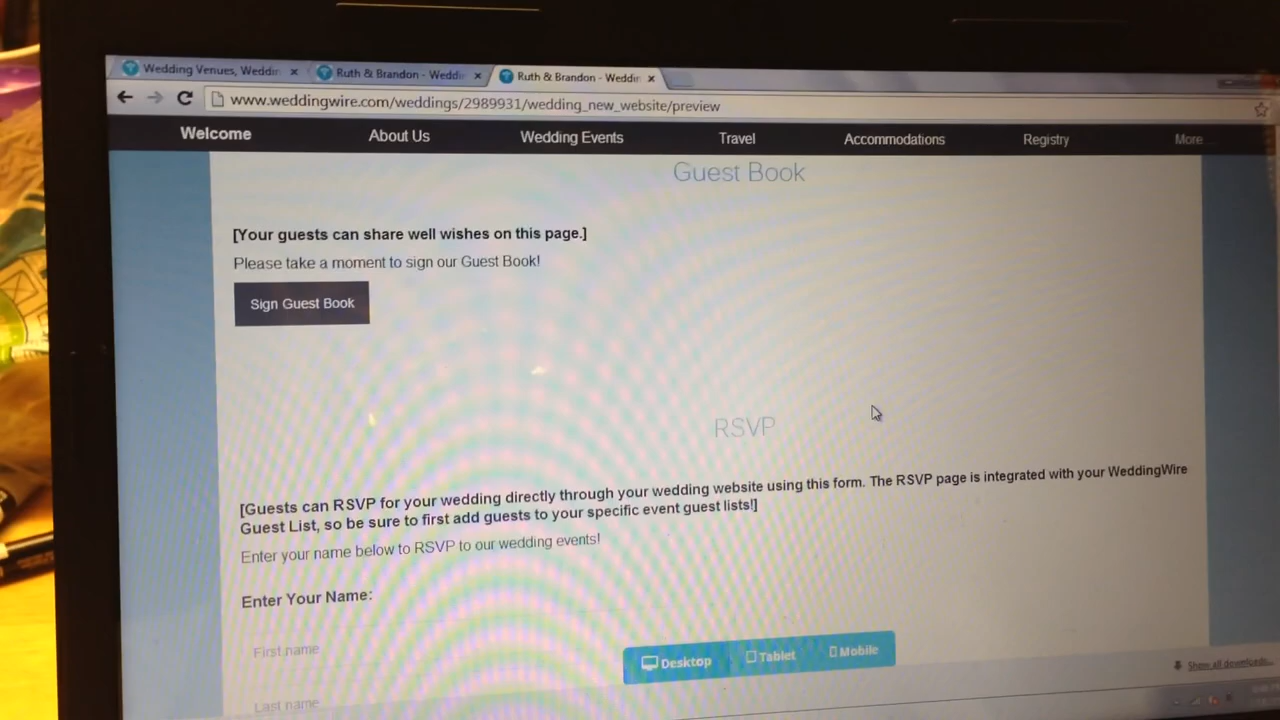 Wedding Venues, Weddin
Ruth & Brandon - Weddi
Ruth & Brandon - Weddin
www.weddingwire.com/weddings/2989931/wedding_new_website/preview
Welcome About Us Wedding Events Travel Accommodations Registry More
Guest Book
[Your guests can share well wishes on this page.]
Please take a moment to sign our Guest Book!
Sign Guest Book
RSVP
[Guests can RSVP for your wedding directly through your wedding website using this form. The RSVP page is integrated with your WeddingWire
Guest List, so be sure to first add guests to your specific event guest lists!]
Enter your name below to RSVP to our wedding events!
Enter Your Name:
First name
Desktop Tablet Mobile
Show all downloads...
Last name